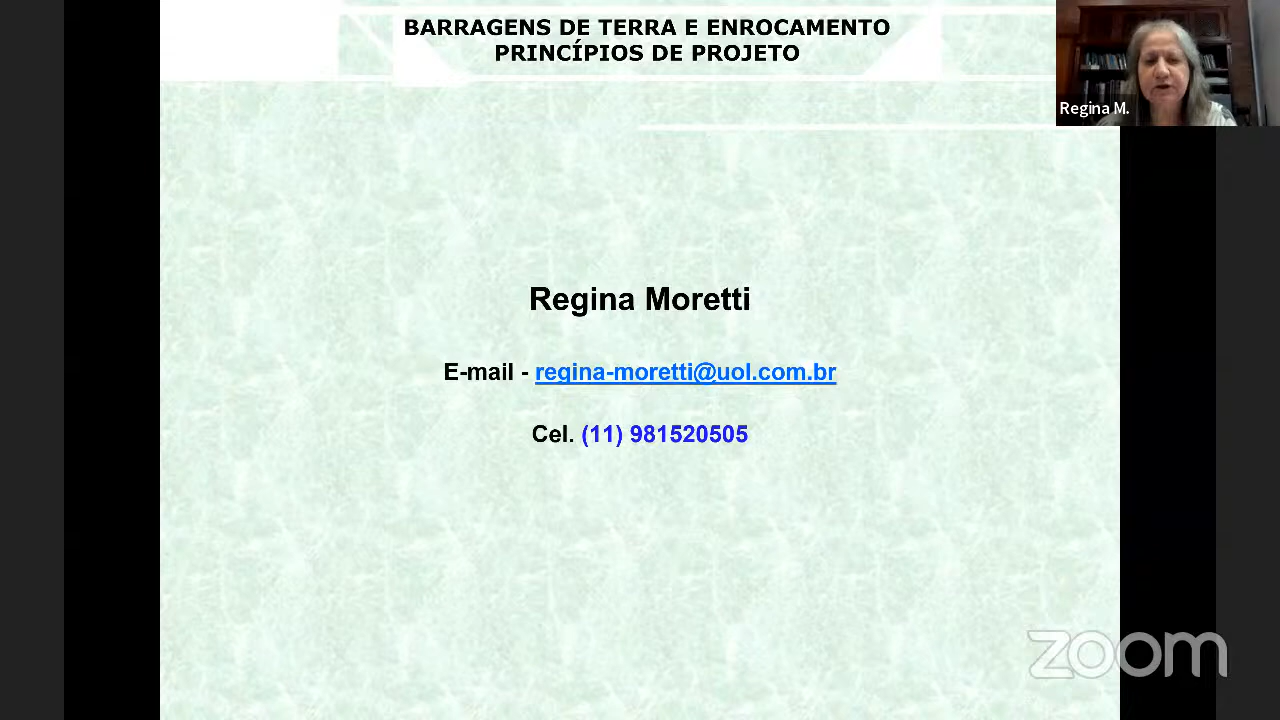 BARRAGENS DE TERRA E ENROCAMENTO
PRINCÍPIOS DE PROJETO
Regina M.
Regina Moretti
E-mail - regina-moretti@uol.com.br
Cel. (11) 981520505
zoom